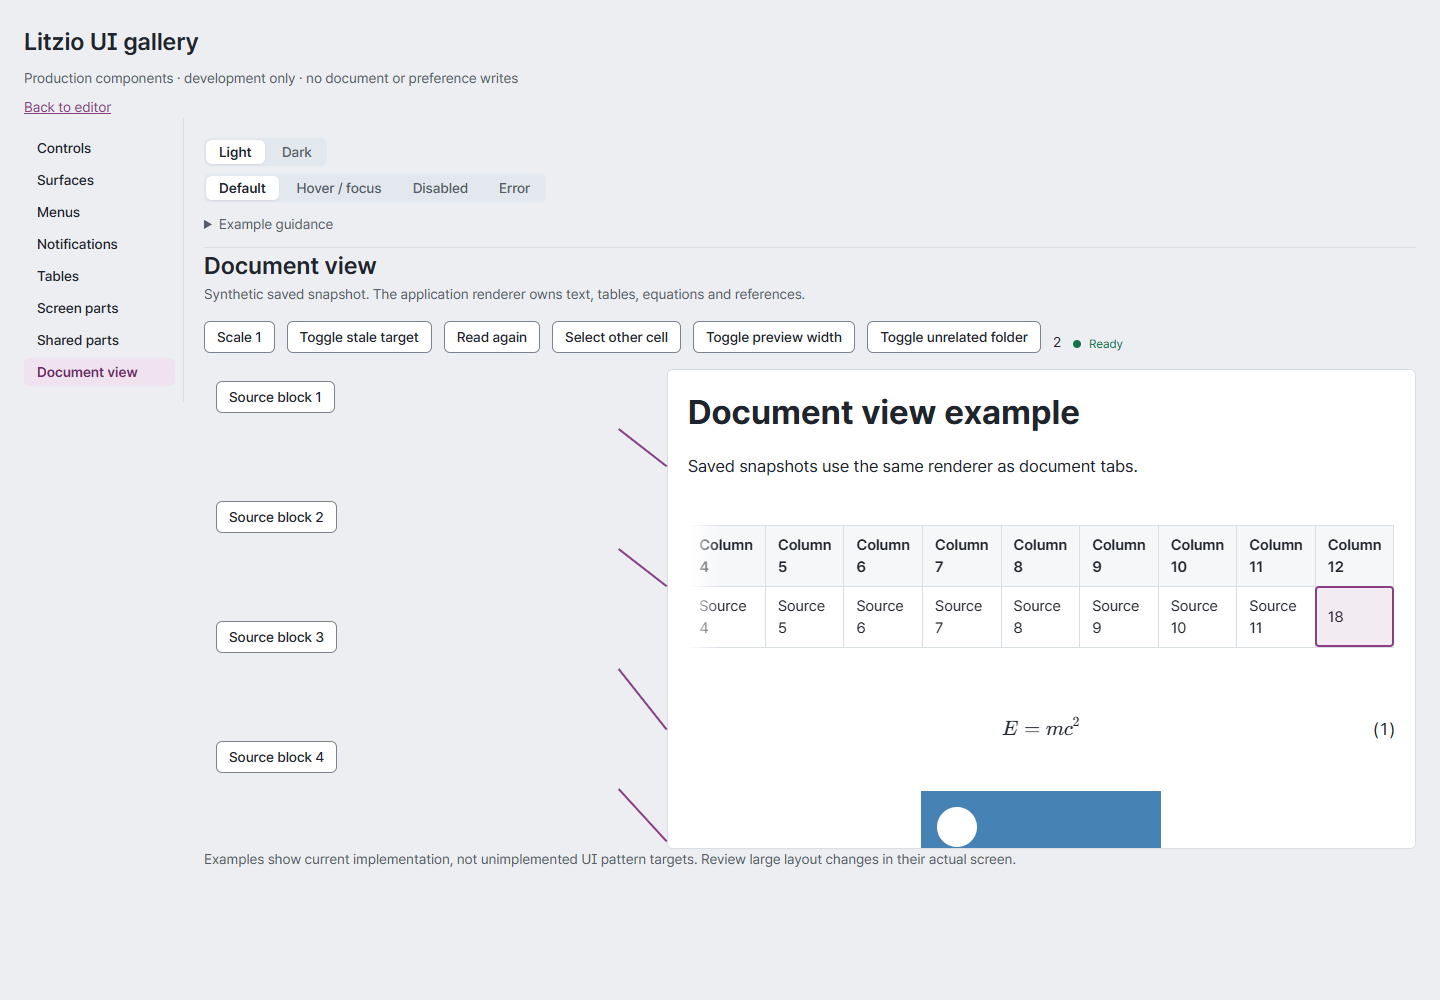 Litzio UI gallery
Production components · development only · no document or preference writes
Back to editor
Controls
Surfaces
Menus
Notifications
Tables
Screen parts
Shared parts
Document view
Light Dark
Default Hover / focus Disabled Error
Example guidance
Document view
Synthetic saved snapshot. The application renderer owns text, tables, equations and references.
Scale 1 Toggle stale target Read again Select other cell Toggle preview width Toggle unrelated folder 2 Ready
Source block 1
Source block 2
Source block 3
Source block 4
Document view example
Saved snapshots use the same renderer as document tabs.
Column 4 Column 5 Column 6 Column 7 Column 8 Column 9 Column 10 Column 11 Column 12
Source 4 Source 5 Source 6 Source 7 Source 8 Source 9 Source 10 Source 11 18
E = mc² (1)
Examples show current implementation, not unimplemented UI pattern targets. Review large layout changes in their actual screen.